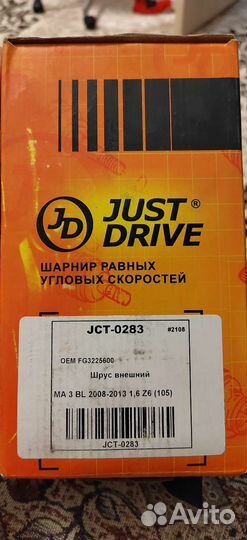 JD JUST®
DRIVE
ШАРНИР РАВНЫХ
УГЛОВЫХ СКОРОСТЕЙ
JCT-0283 #2108
OEM FG3225600
Шрус внешний
MA 3 BL 2008-2013 1,6 Z6 (105)
JCT-0283
Avito